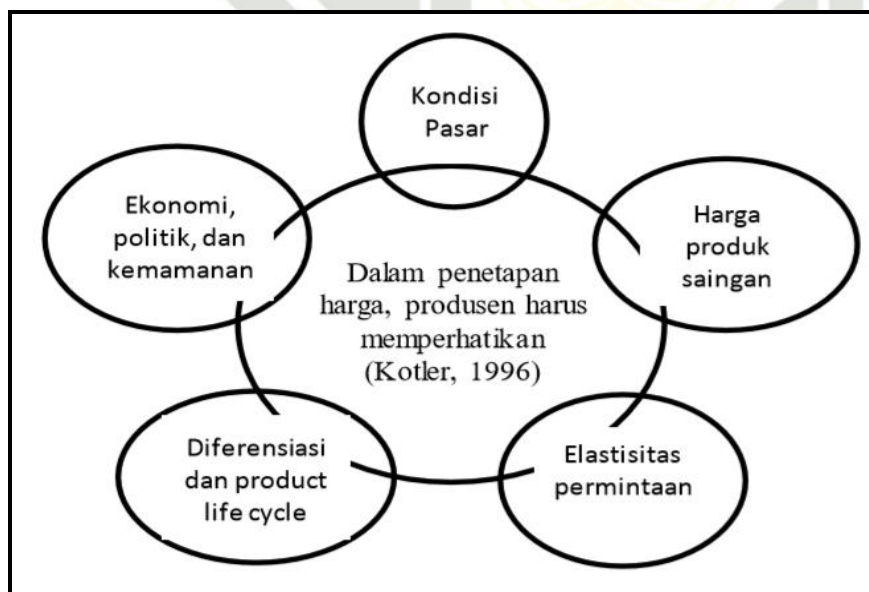 Kondisi
Pasar
Harga
produk
saingan
Elastisitas
permintaan
Diferensiasi
dan product
life cycle
Ekonomi,
politik, dan
kemamanan
Dalam penetapan
harga, produsen harus
memperhatikan
(Kotler, 1996)